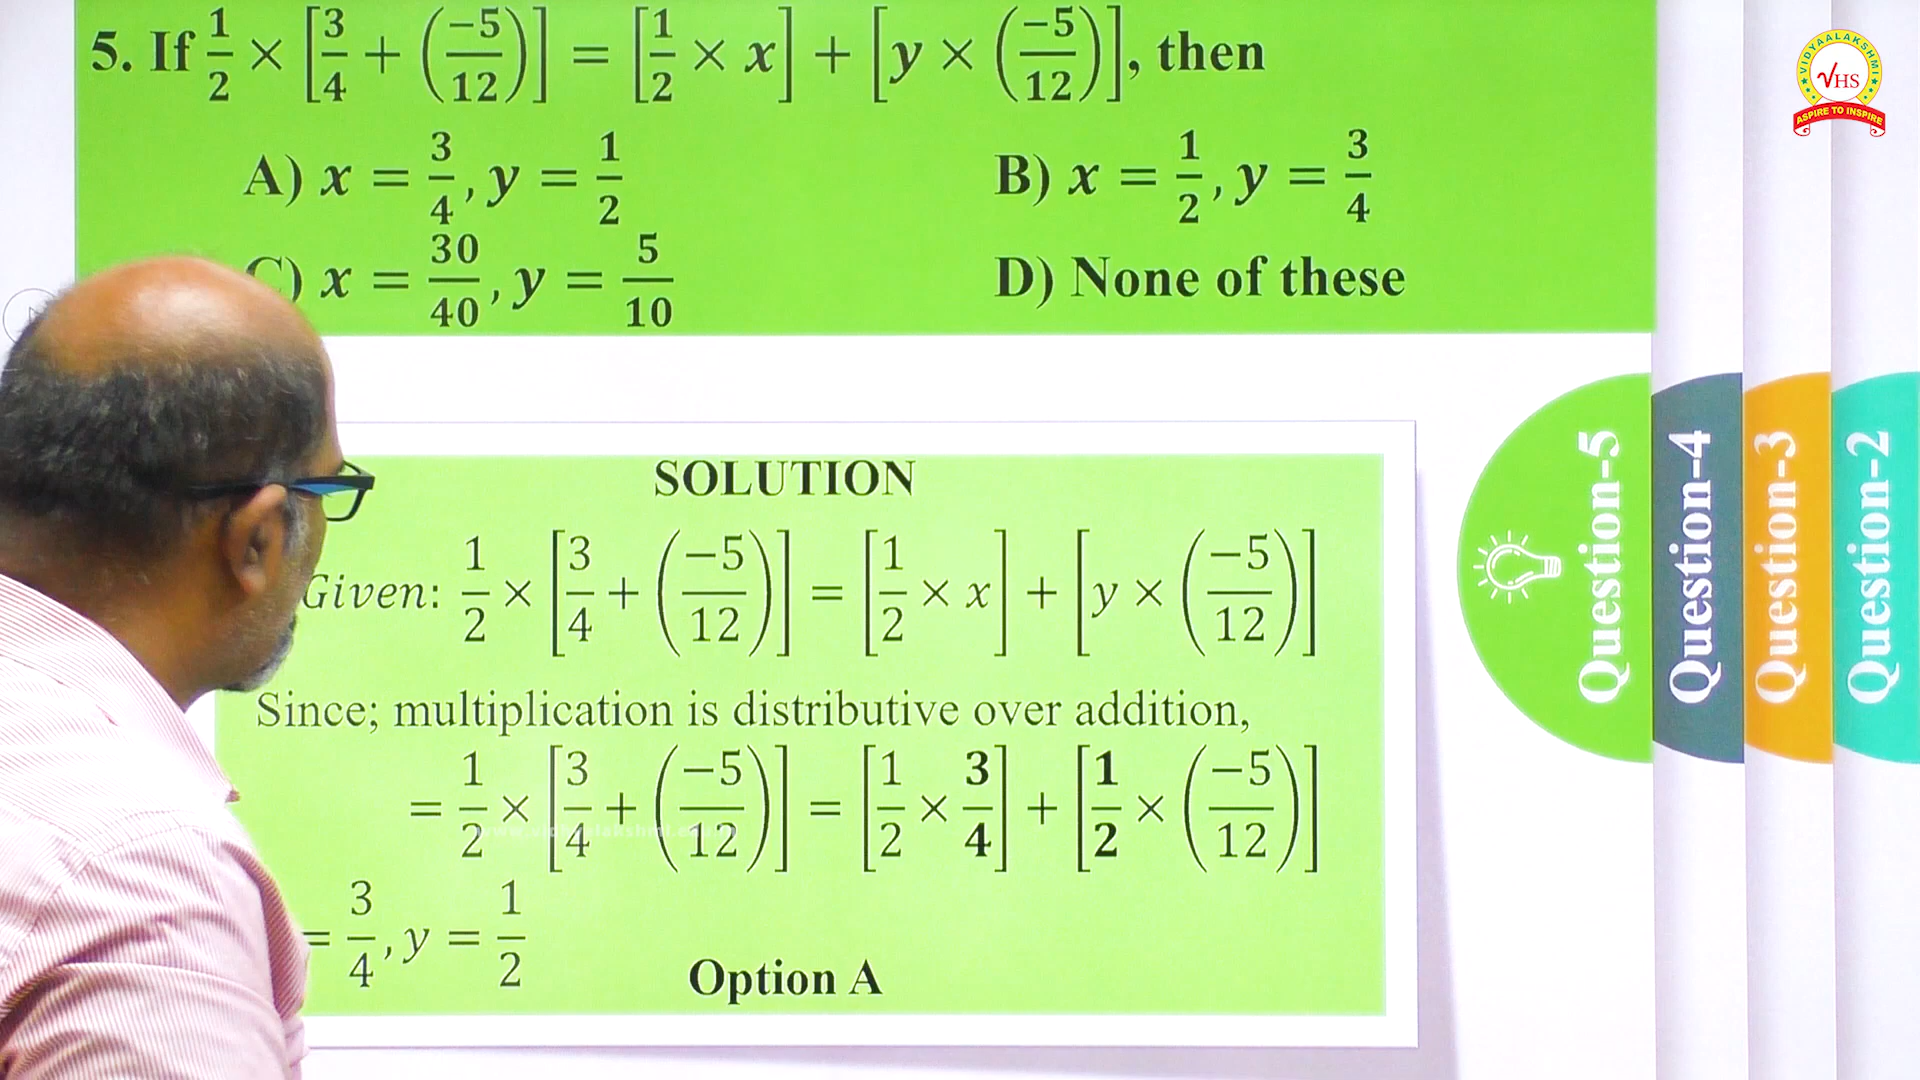 5. If 1/2 × [3/4 + (−5/12)] = [1/2 × x] + [y × (−5/12)], then
A) x = 3/4, y = 1/2
B) x = 1/2, y = 3/4
C) x = 30/40, y = 5/10
D) None of these
SOLUTION
Given: 1/2 × [3/4 + (−5/12)] = [1/2 × x] + [y × (−5/12)]
Since; multiplication is distributive over addition,
= 1/2 × [3/4 + (−5/12)] = [1/2 × 3/4] + [1/2 × (−5/12)]
= 3/4, y = 1/2
Option A
Question-5
Question-4
Question-3
Question-2
VIDYAALAKSHMI
VHS
ASPIRE TO INSPIRE